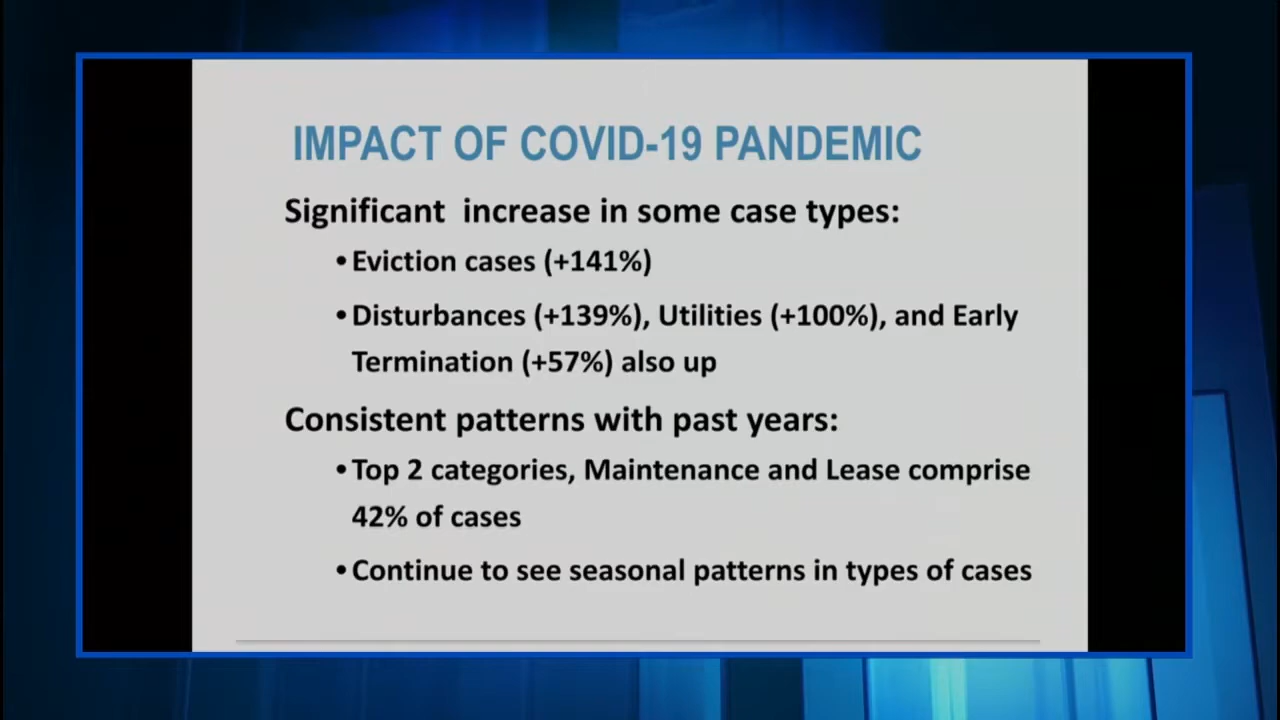 IMPACT OF COVID-19 PANDEMIC
Significant increase in some case types:
•Eviction cases (+141%)
•Disturbances (+139%), Utilities (+100%), and Early
Termination (+57%) also up
Consistent patterns with past years:
•Top 2 categories, Maintenance and Lease comprise
42% of cases
•Continue to see seasonal patterns in types of cases